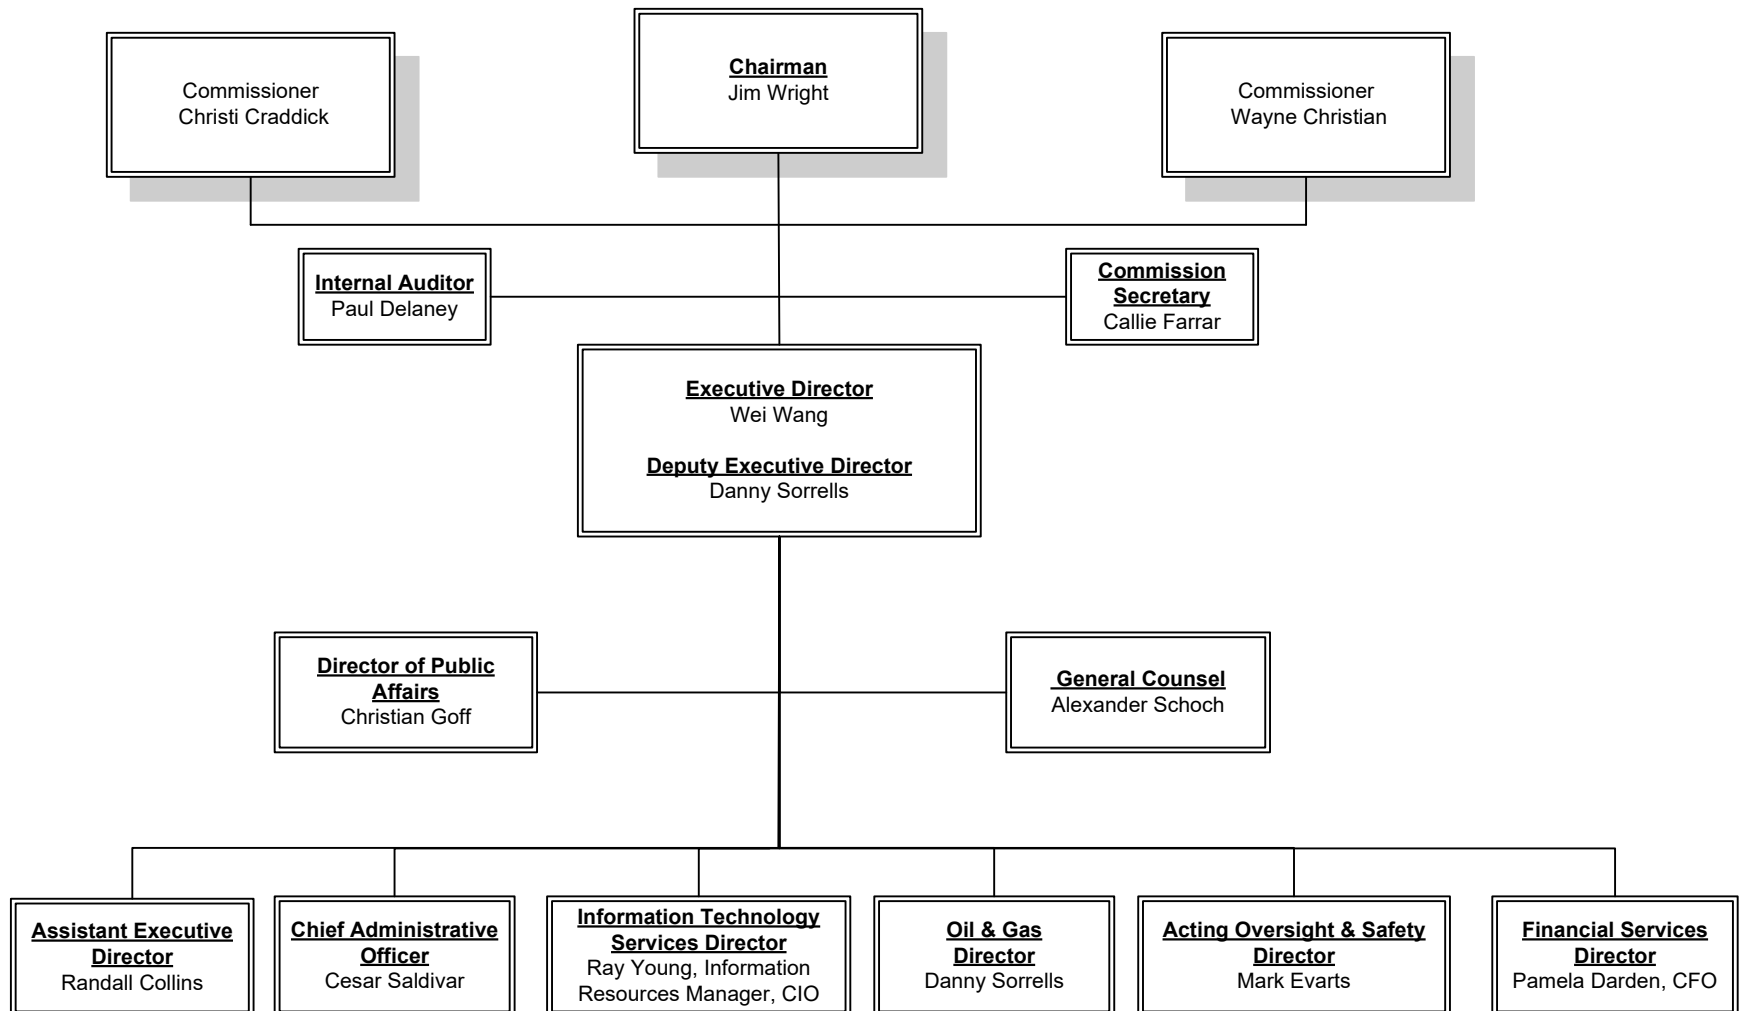 Commissioner
Christi Craddick
Chairman
Jim Wright
Commissioner
Wayne Christian
Internal Auditor
Paul Delaney
Commission
Secretary
Callie Farrar
Executive Director
Wei Wang
Deputy Executive Director
Danny Sorrells
Director of Public
Affairs
Christian Goff
General Counsel
Alexander Schoch
Assistant Executive
Director
Randall Collins
Chief Administrative
Officer
Cesar Saldivar
Information Technology
Services Director
Ray Young, Information
Resources Manager, CIO
Oil & Gas
Director
Danny Sorrells
Acting Oversight & Safety
Director
Mark Evarts
Financial Services
Director
Pamela Darden, CFO